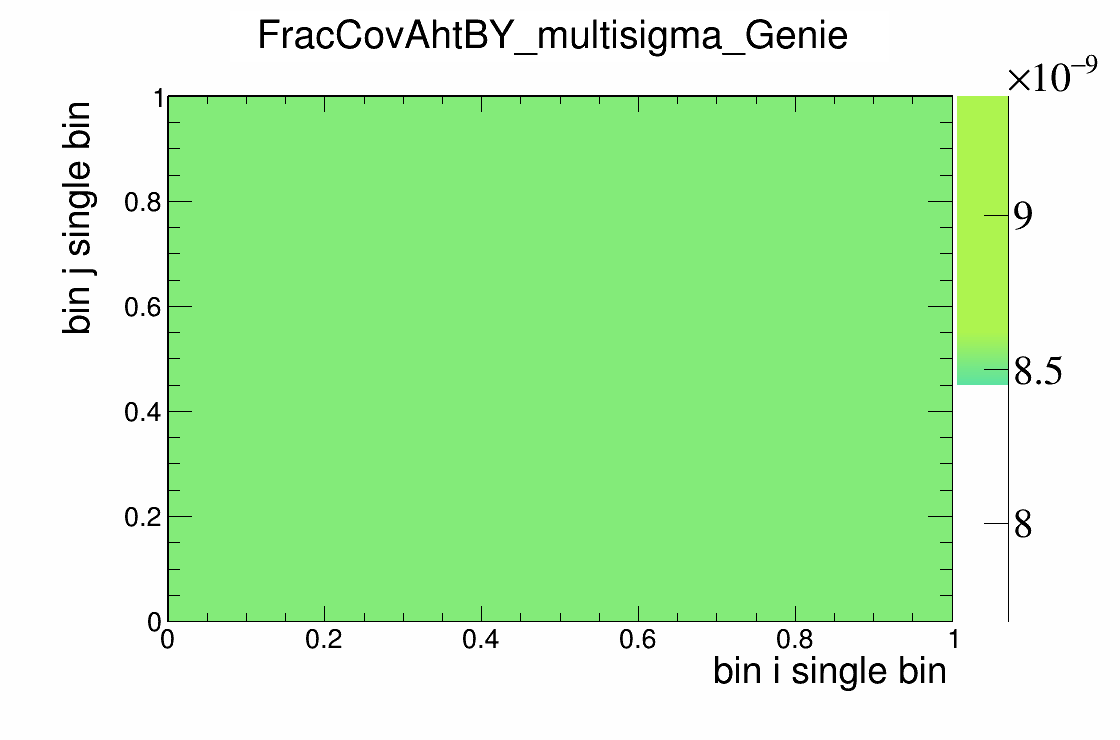 FracCovAhtBY_multisigma_Genie
×10⁻⁹
bin j single bin
1
0.8
0.6
0.4
0.2
0
0 0.2 0.4 0.6 0.8 1
bin i single bin
9
8.5
8